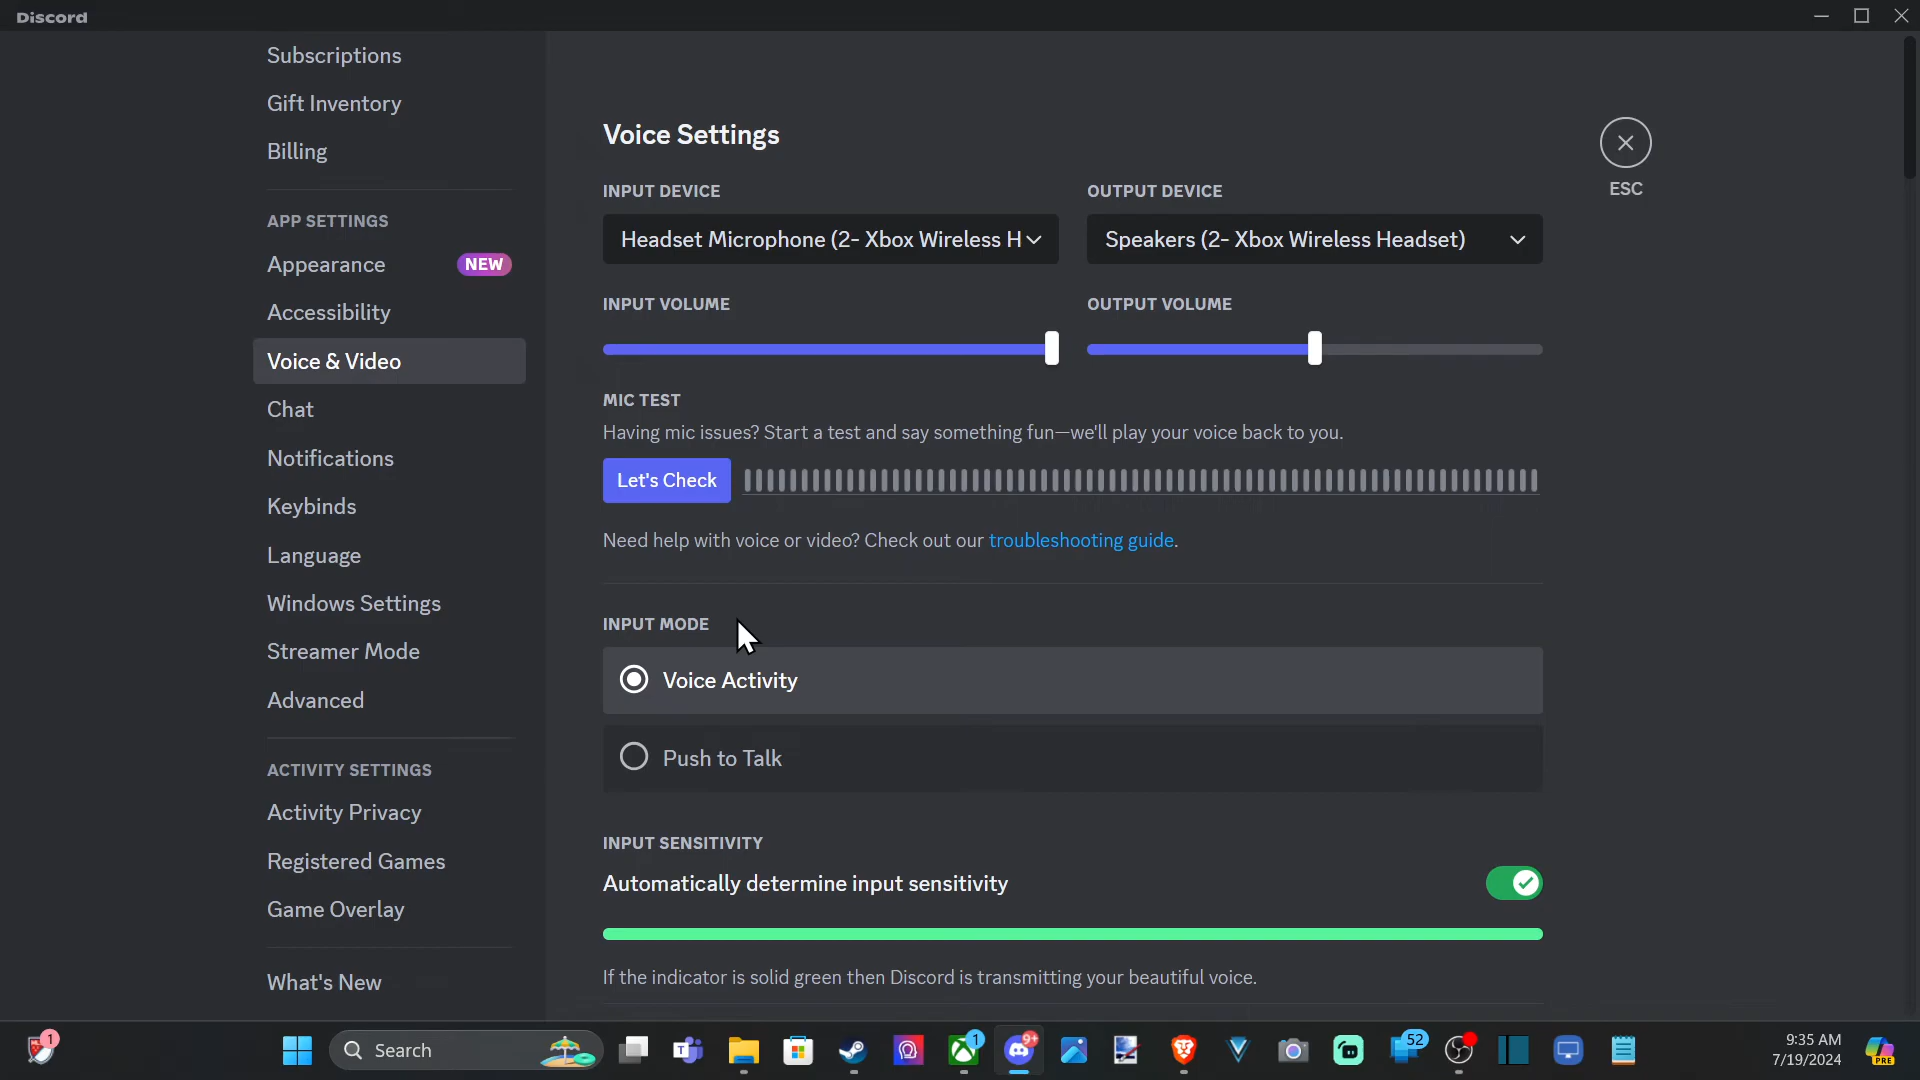 Discord
Subscriptions
Gift Inventory
Billing
APP SETTINGS
Appearance
NEW
Accessibility
Voice & Video
Chat
Notifications
Keybinds
Language
Windows Settings
Streamer Mode
Advanced
ACTIVITY SETTINGS
Activity Privacy
Registered Games
Game Overlay
What's New
Voice Settings
ESC
INPUT DEVICE
Headset Microphone (2- Xbox Wireless H
OUTPUT DEVICE
Speakers (2- Xbox Wireless Headset)
INPUT VOLUME
OUTPUT VOLUME
MIC TEST
Having mic issues? Start a test and say something fun—we'll play your voice back to you.
Let's Check
Need help with voice or video? Check out our troubleshooting guide.
INPUT MODE
Voice Activity
Push to Talk
INPUT SENSITIVITY
Automatically determine input sensitivity
If the indicator is solid green then Discord is transmitting your beautiful voice.
1
Search
1
9+
52
9:35 AM
7/19/2024
PRE